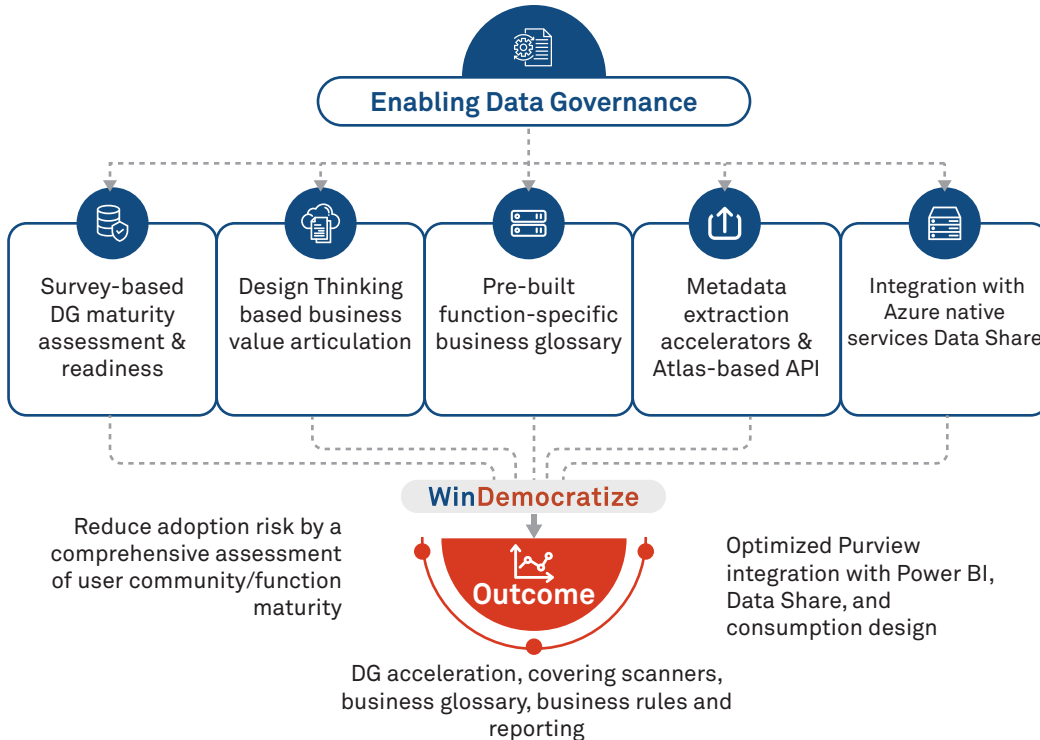 Enabling Data Governance
Survey-based
DG maturity
assessment &
readiness
Design Thinking
based business
value articulation
Pre-built
function-specific
business glossary
Metadata
extraction
accelerators &
Atlas-based API
Integration with
Azure native
services Data Share
WinDemocratize
Reduce adoption risk by a
comprehensive assessment
of user community/function
maturity
Outcome
Optimized Purview
integration with Power BI,
Data Share, and
consumption design
DG acceleration, covering scanners,
business glossary, business rules and
reporting